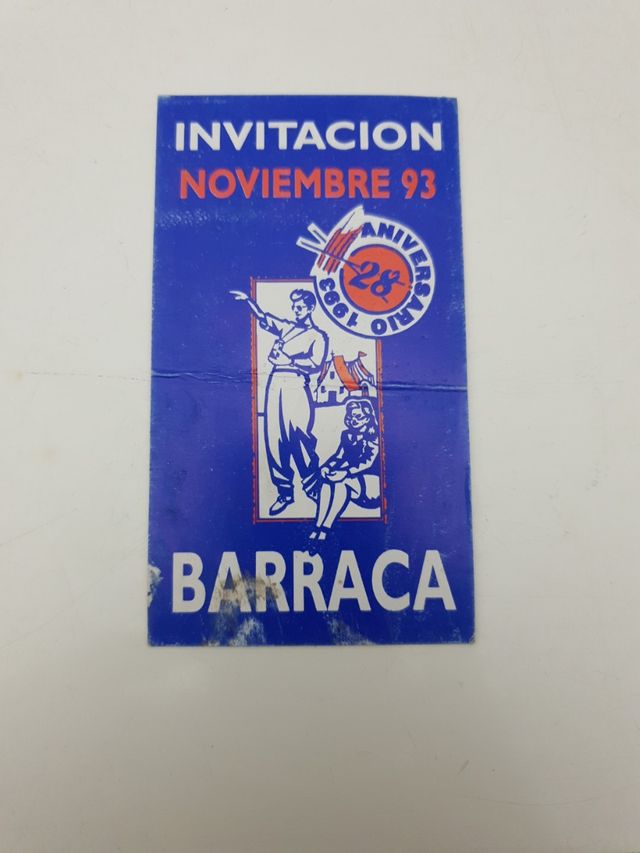 INVITACION
NOVIEMBRE 93
ANIVERSARIO 1993
28
BARRACA